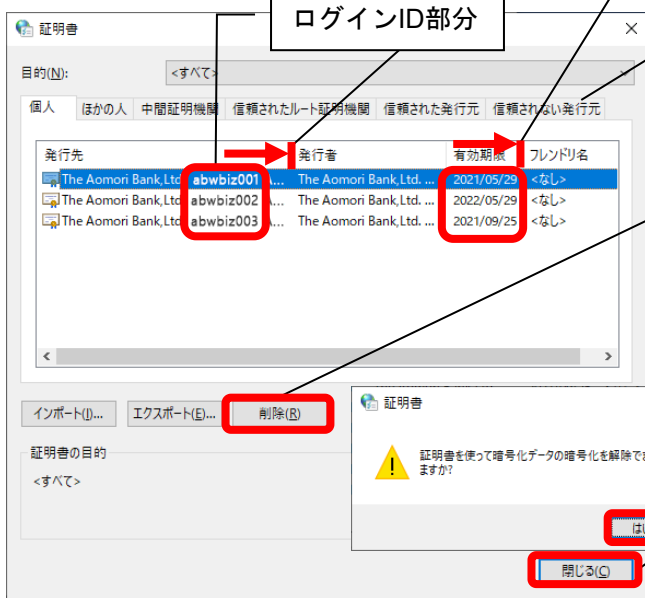 ログインID部分
証明書
目的(N):
<すべて>
個人 ほかの人 中間証明機関 信頼されたルート証明機関 信頼された発行元 信頼されない発行元
発行先 発行者 有効期限 フレンドリ名
The Aomori Bank,Ltd. abwbiz001 A... The Aomori Bank,Ltd. ... 2021/05/29 <なし>
The Aomori Bank,Ltd. abwbiz002 A... The Aomori Bank,Ltd. ... 2022/05/29 <なし>
The Aomori Bank,Ltd. abwbiz003 A... The Aomori Bank,Ltd. ... 2021/09/25 <なし>
インポート(I)... エクスポート(E)... 削除(R)
証明書の目的
<すべて>
証明書
証明書を使って暗号化データの暗号化を解除でき
ますか?
はい
閉じる(C)